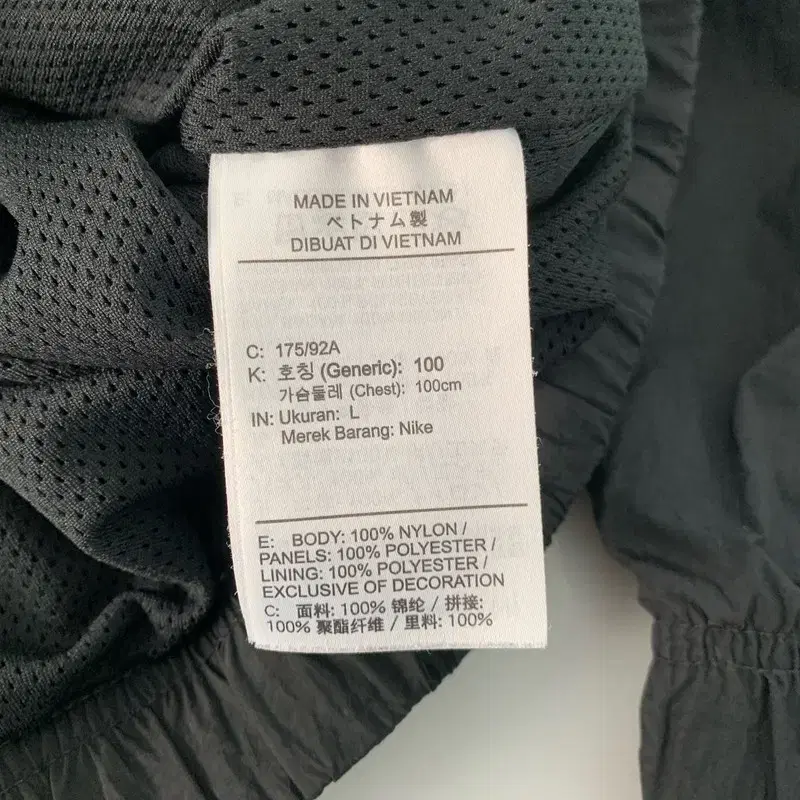 MADE IN VIETNAM
ベトナム製
DIBUAT DI VIETNAM
C: 175/92A
K: 호칭 (Generic): 100
가슴둘레 (Chest): 100cm
IN: Ukuran: L
Merek Barang: Nike
E: BODY: 100% NYLON /
PANELS: 100% POLYESTER /
LINING: 100% POLYESTER /
EXCLUSIVE OF DECORATION
C: 面料: 100% 锦纶 / 拼接:
100% 聚酯纤维 / 里料: 100%